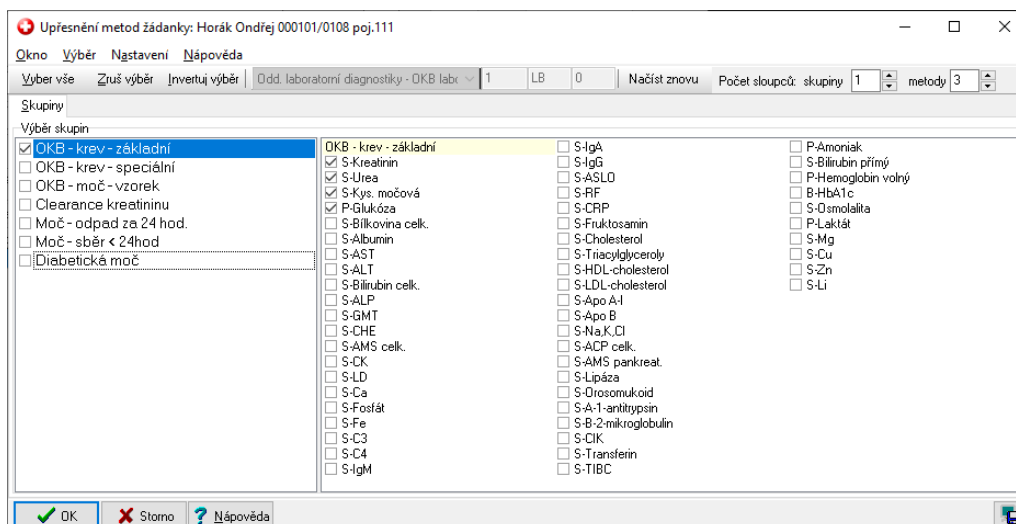 Upřesnění metod žádanky: Horák Ondřej 000101/0108 poj.111
Okno Výběr Nastavení Nápověda
Vyber vše Zruš výběr Invertuj výběr Odd. laboratorní diagnostiky - OKB labc 1 LB 0 Načíst znovu Počet sloupců: skupiny 1 metody 3
Skupiny
Výběr skupin
OKB - krev - základní
OKB - krev - speciální
OKB - moč - vzorek
Clearance kreatininu
Moč - odpad za 24 hod.
Moč - sběr < 24hod
Diabetická moč
OKB - krev - základní
S-Kreatinin
S-Urea
S-Kys. močová
P-Glukóza
S-Bílkovina celk.
S-Albumin
S-AST
S-ALT
S-Bilirubin celk.
S-ALP
S-GMT
S-CHE
S-AMS celk.
S-CK
S-LD
S-Ca
S-Fosfát
S-Fe
S-C3
S-C4
S-IgM
S-IgA
S-IgG
S-ASLO
S-RF
S-CRP
S-Fruktosamin
S-Cholesterol
S-Triacylglyceroly
S-HDL-cholesterol
S-LDL-cholesterol
S-Apo A-I
S-Apo B
S-Na,K,Cl
S-ACP celk.
S-AMS pankreat.
S-Lipáza
S-Orosomukoid
S-A-1-antitrypsin
S-B-2-mikroglobulin
S-CIK
S-Transferin
S-TIBC
P-Amoniak
S-Bilirubin přímý
P-Hemoglobin volný
B-HbA1c
S-Osmolalita
P-Laktát
S-Mg
S-Cu
S-Zn
S-Li
OK Storno Nápověda